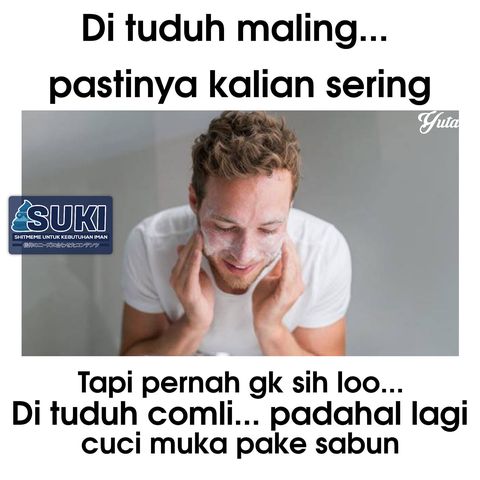 Di tuduh maling...
pastinya kalian sering
Yuta
SUKI
SHITMEME UNTUK KEBUTUHAN IMAN
Tapi pernah gk sih loo...
Di tuduh comli... padahal lagi
cuci muka pake sabun